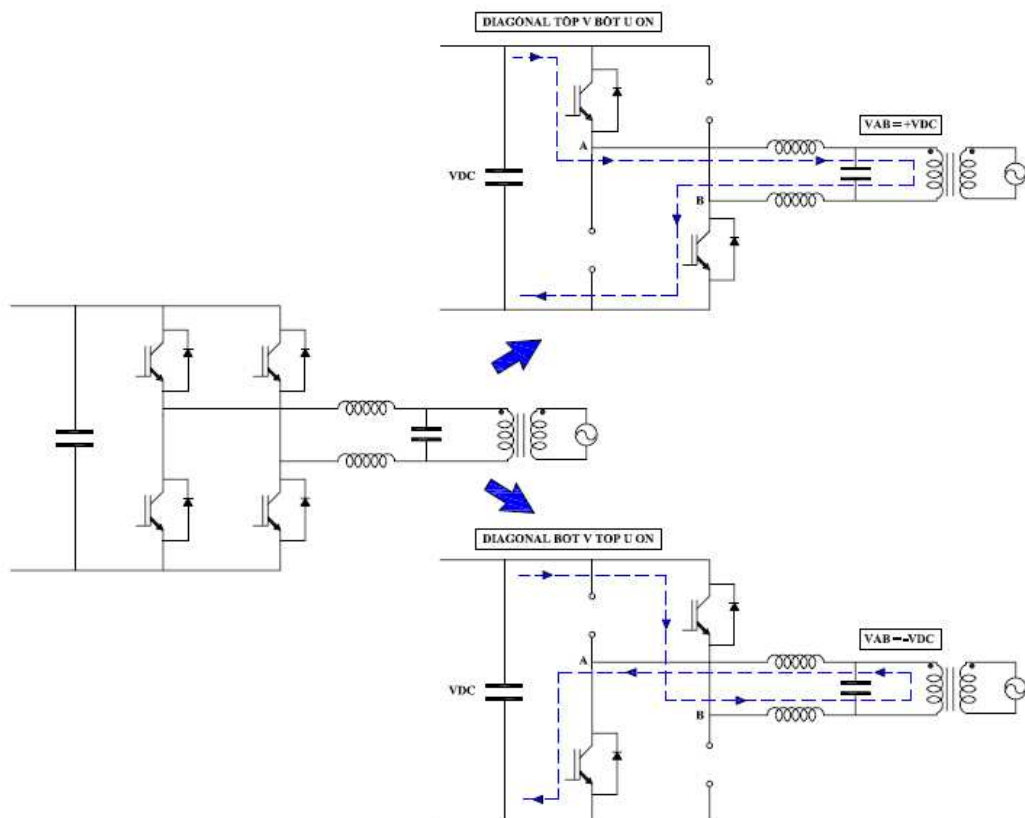 DIAGONAL TOP V BOT U ON
VAB=+VDC
A
VDC
B
DIAGONAL BOT V TOP U ON
VAB=-VDC
A
VDC
B